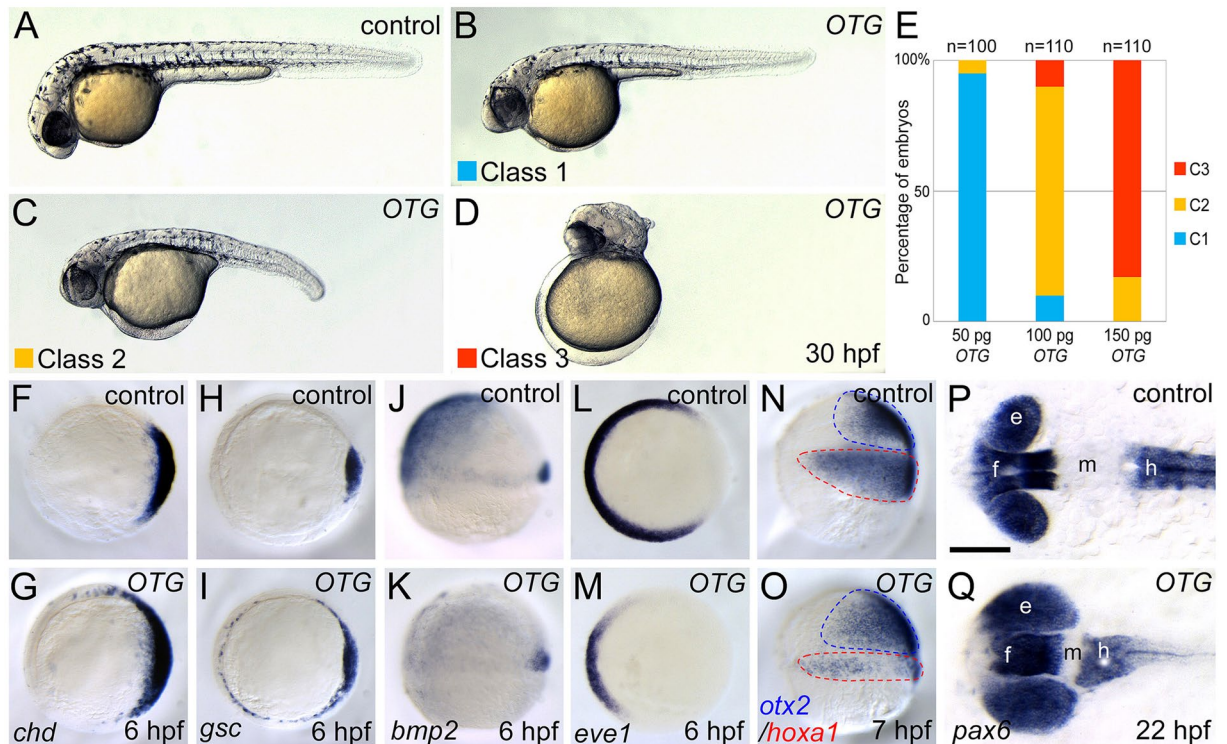 A control
B OTG
Class 1
C OTG
Class 2
D OTG
Class 3 30 hpf
E
n=100 n=110 n=110
100%
50
0
Percentage of embryos
C3
C2
C1
50 pg 100 pg 150 pg
OTG OTG OTG
F control
H control
J control
L control
N control
P control
e
f m h
G OTG
chd 6 hpf
I OTG
gsc 6 hpf
K OTG
bmp2 6 hpf
M OTG
eve1 6 hpf
O OTG
otx2
/hoxa1 7 hpf
Q OTG
e
f m h
pax6 22 hpf